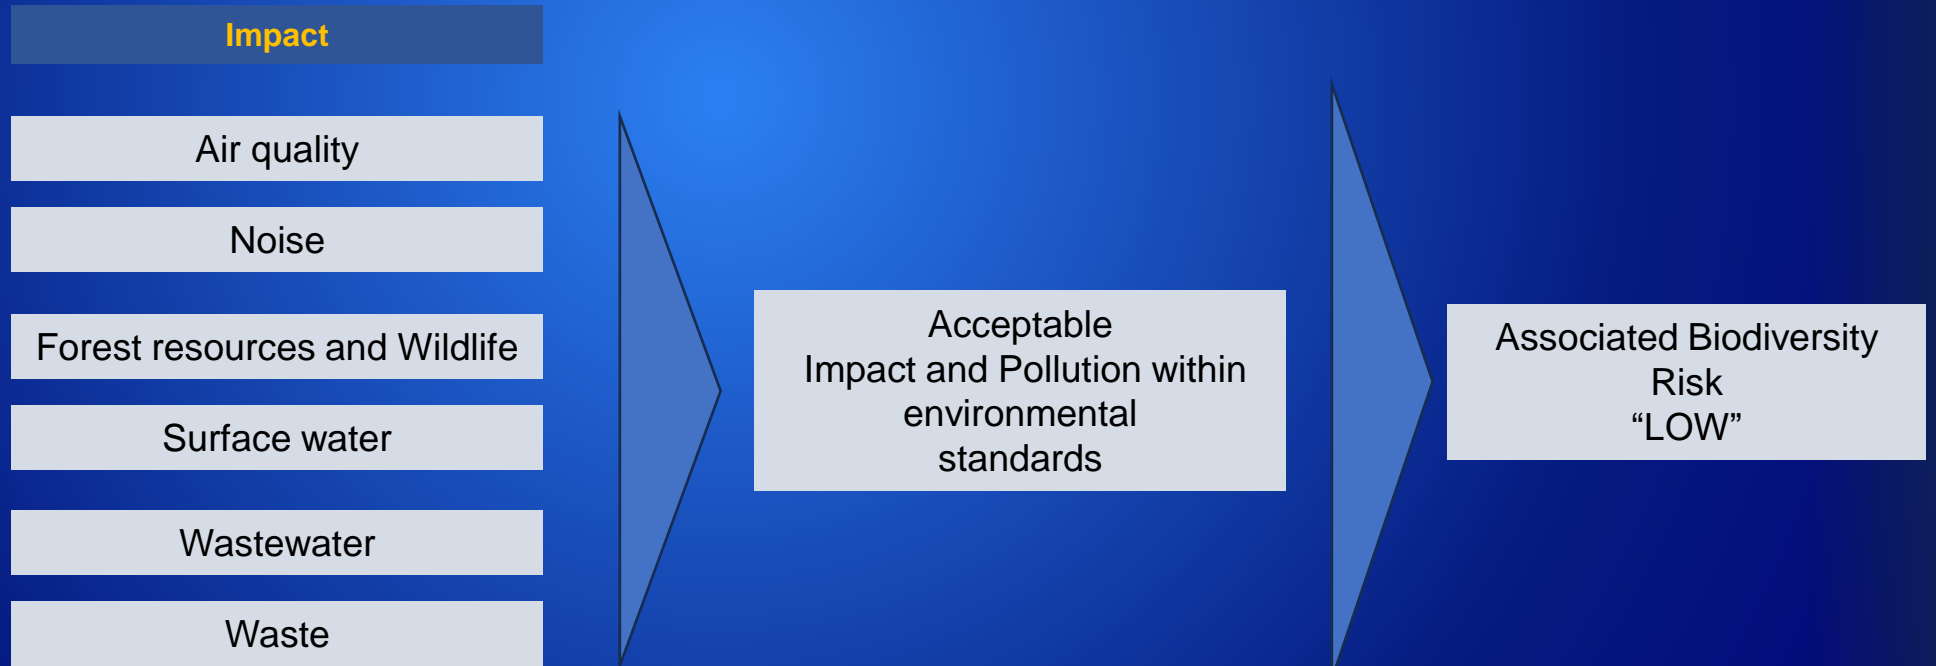 Impact
Air quality
Noise
Forest resources and Wildlife
Surface water
Wastewater
Waste
Acceptable
Impact and Pollution within
environmental
standards
Associated Biodiversity
Risk
“LOW”